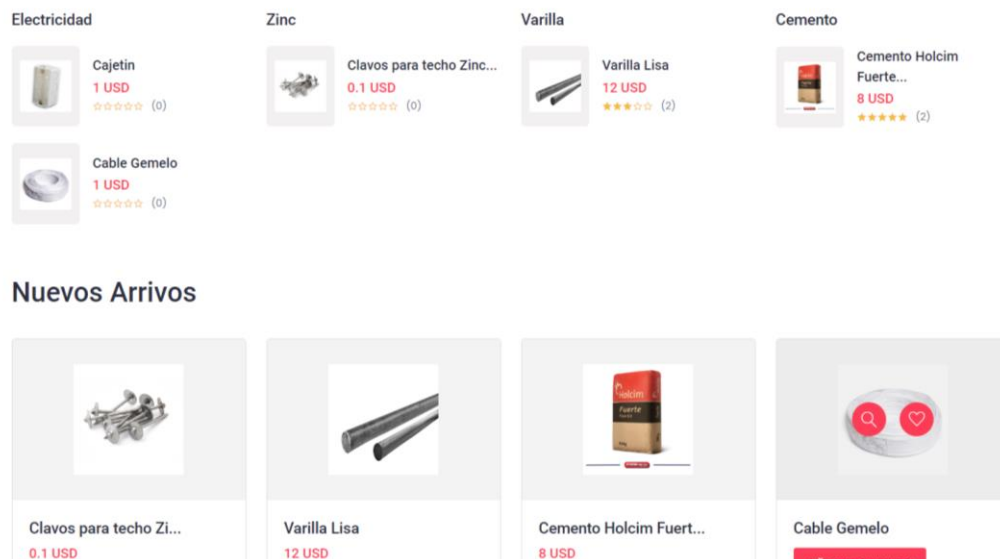 Electricidad
Cajetin
1 USD
(0)
Cable Gemelo
1 USD
(0)
Zinc
Clavos para techo Zinc...
0.1 USD
(0)
Varilla
Varilla Lisa
12 USD
(2)
Cemento
Cemento Holcim
Fuerte...
8 USD
(2)
Nuevos Arrivos
Clavos para techo Zi...
0.1 USD
Varilla Lisa
12 USD
Holcim
Fuerte
Cemento Holcim Fuert...
8 USD
Cable Gemelo